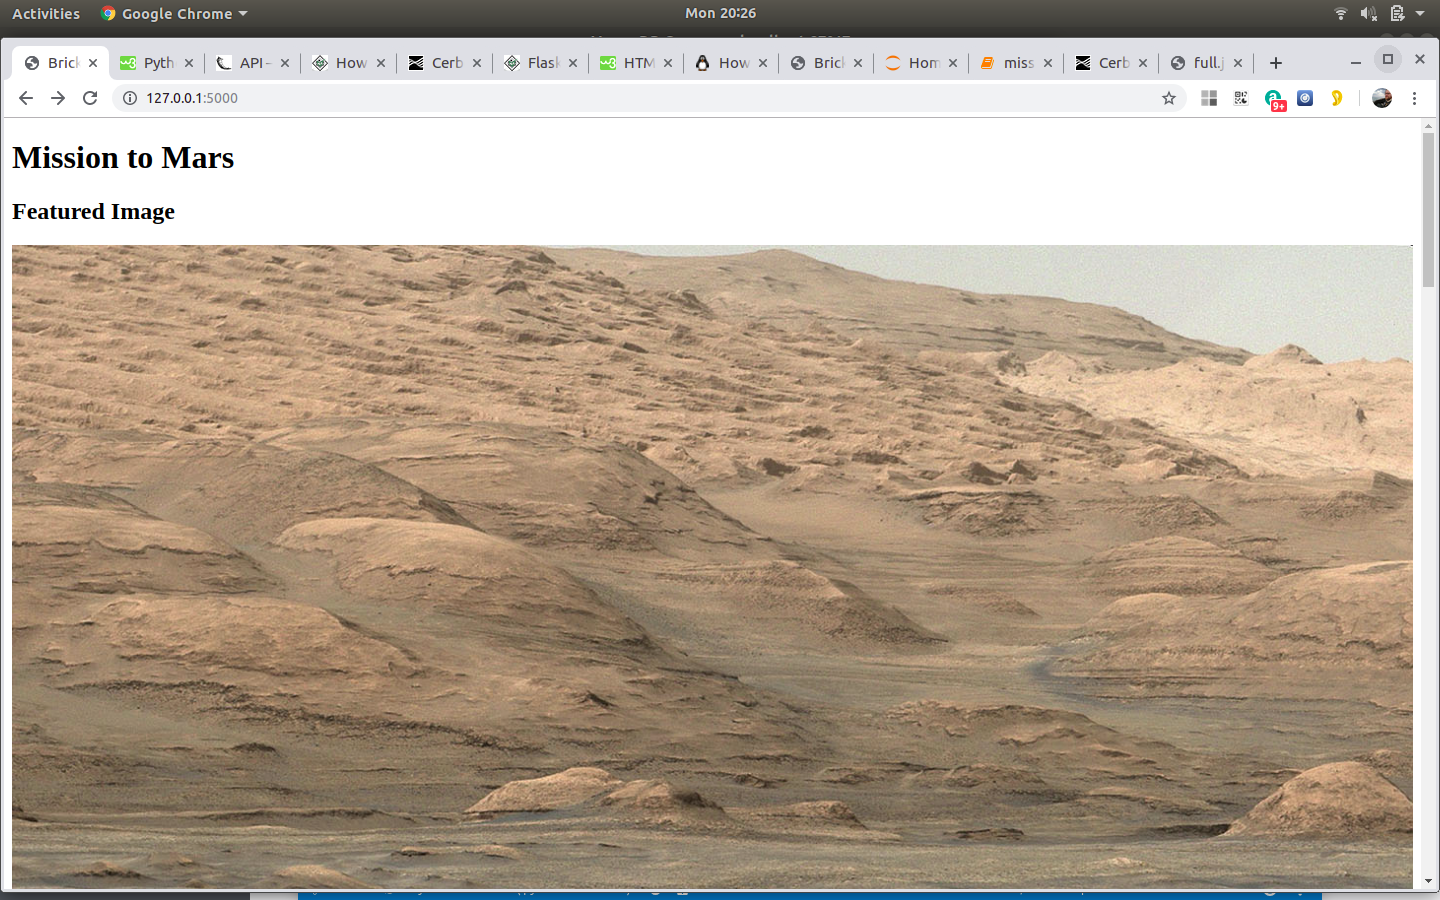 Activities Google Chrome Mon 20:26
Brick Pyth API - How Cerb Flask HTM How Brick Hom miss Cerb full.j
127.0.0.1:5000
9+
Mission to Mars
Featured Image